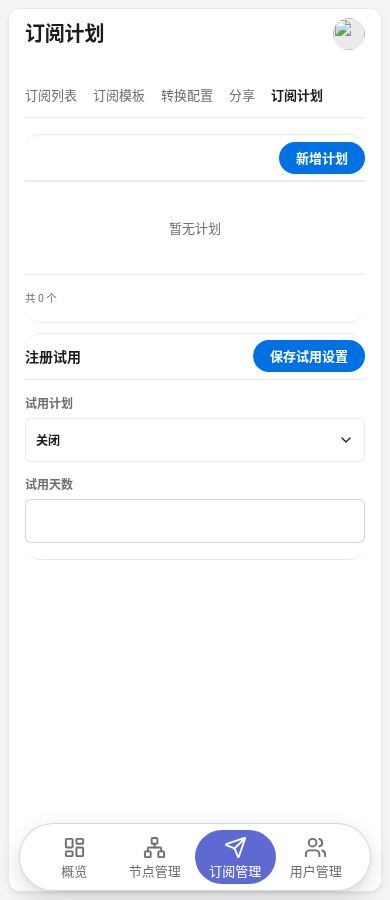 订阅计划
订阅列表 订阅模板 转换配置 分享 订阅计划
新增计划
暂无计划
共 0 个
注册试用 保存试用设置
试用计划
关闭
试用天数
概览 节点管理 订阅管理 用户管理